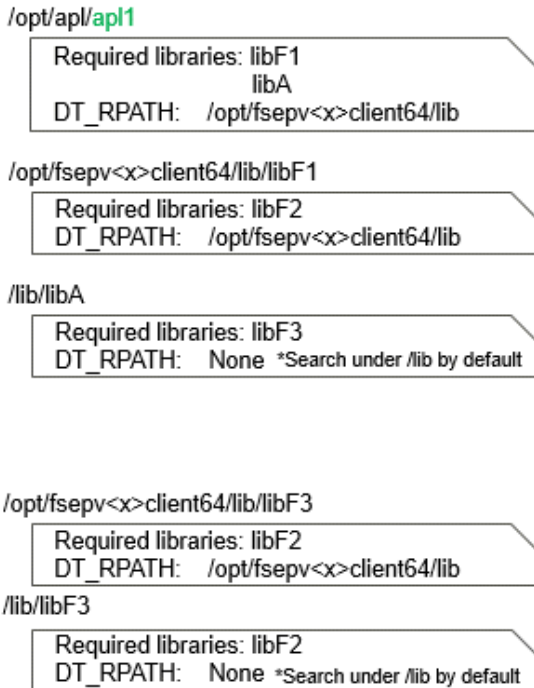 /opt/apl/apl1
Required libraries: libF1
libA
DT_RPATH: /opt/fsepv<x>client64/lib
/opt/fsepv<x>client64/lib/libF1
Required libraries: libF2
DT_RPATH: /opt/fsepv<x>client64/lib
/lib/libA
Required libraries: libF3
DT_RPATH: None *Search under /lib by default
/opt/fsepv<x>client64/lib/libF3
Required libraries: libF2
DT_RPATH: /opt/fsepv<x>client64/lib
/lib/libF3
Required libraries: libF2
DT_RPATH: None *Search under /lib by default